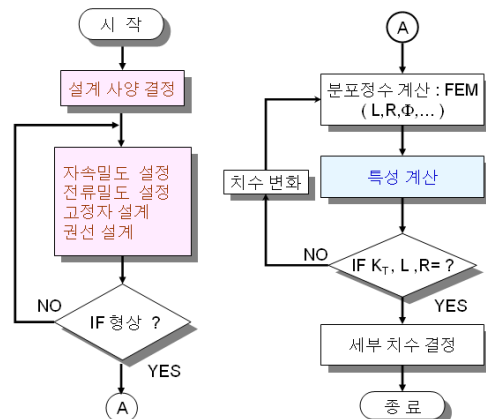 시 작
설계 사양 결정
자속밀도 설정
전류밀도 설정
고정자 설계
권선 설계
NO
IF 형상 ?
YES
A
A
분포정수 계산 : FEM
( L,R,Φ,... )
치수 변화
특성 계산
NO
IF K_T, L ,R= ?
YES
세부 치수 결정
종 료